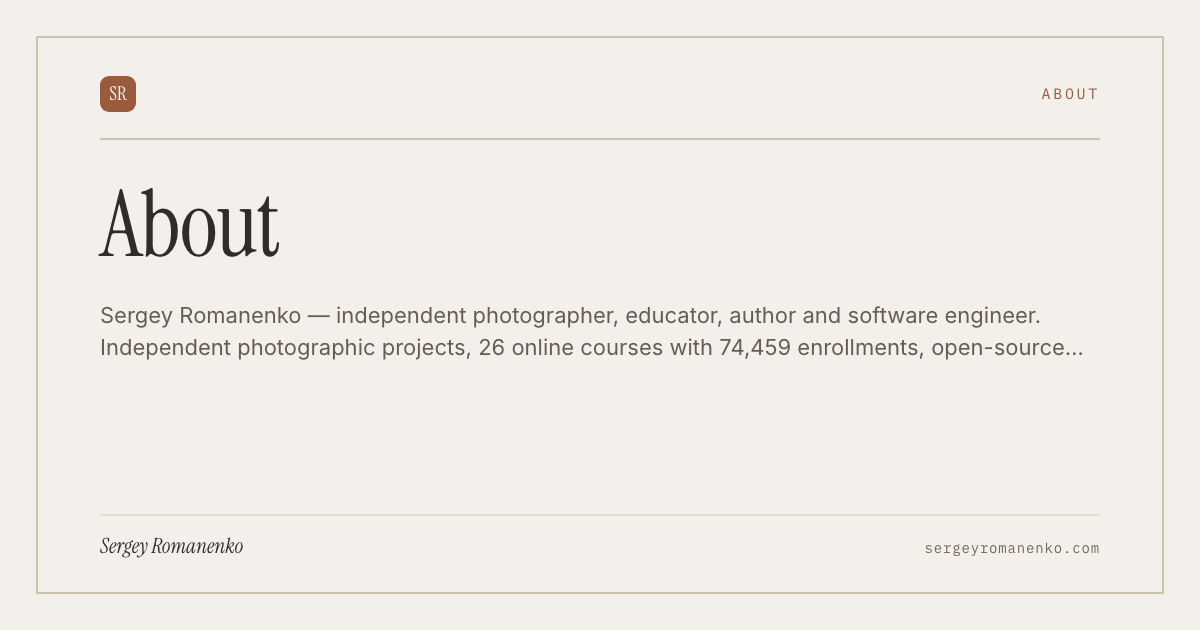 SR
ABOUT
About
Sergey Romanenko — independent photographer, educator, author and software engineer.
Independent photographic projects, 26 online courses with 74,459 enrollments, open-source...
Sergey Romanenko
sergeyromanenko.com